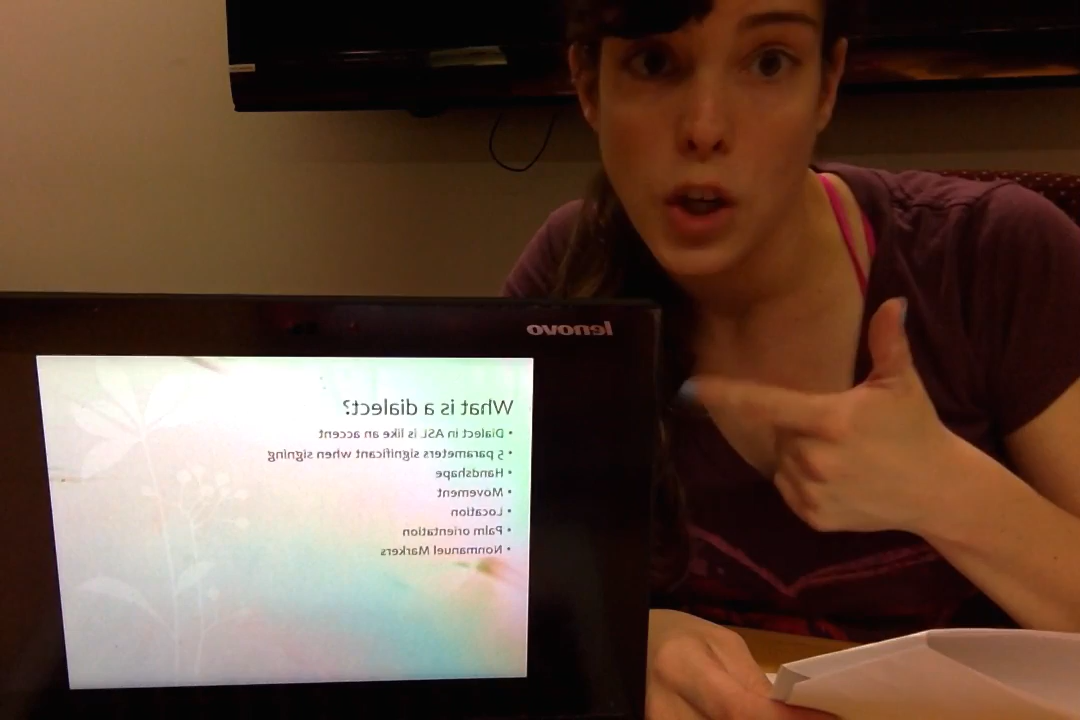 lenovo
What is a dialect?
• Dialect in ASL is like an accent
• 5 parameters significant when signing
• Handshape
• Movement
• Location
• Palm orientation
• Nonmanuel Markers